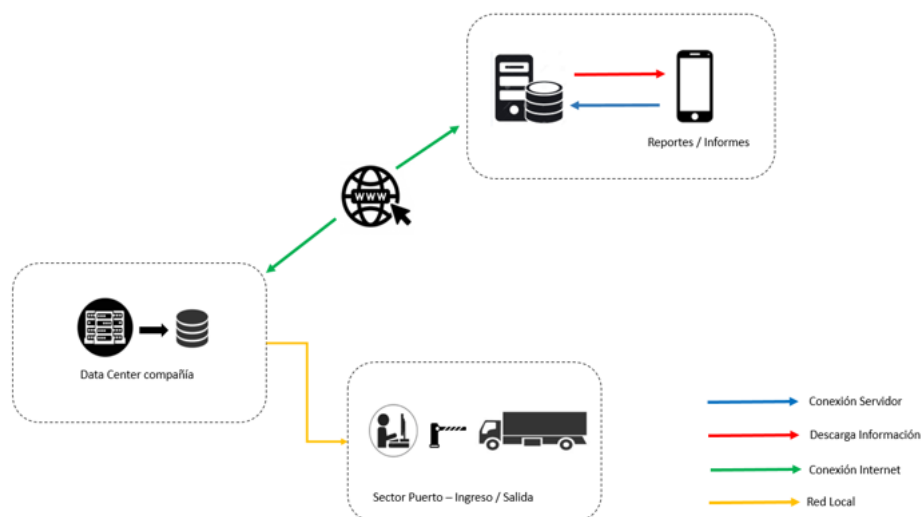 Reportes / Informes
WWW
Data Center compañía
Sector Puerto – Ingreso / Salida
Conexión Servidor
Descarga Información
Conexión Internet
Red Local